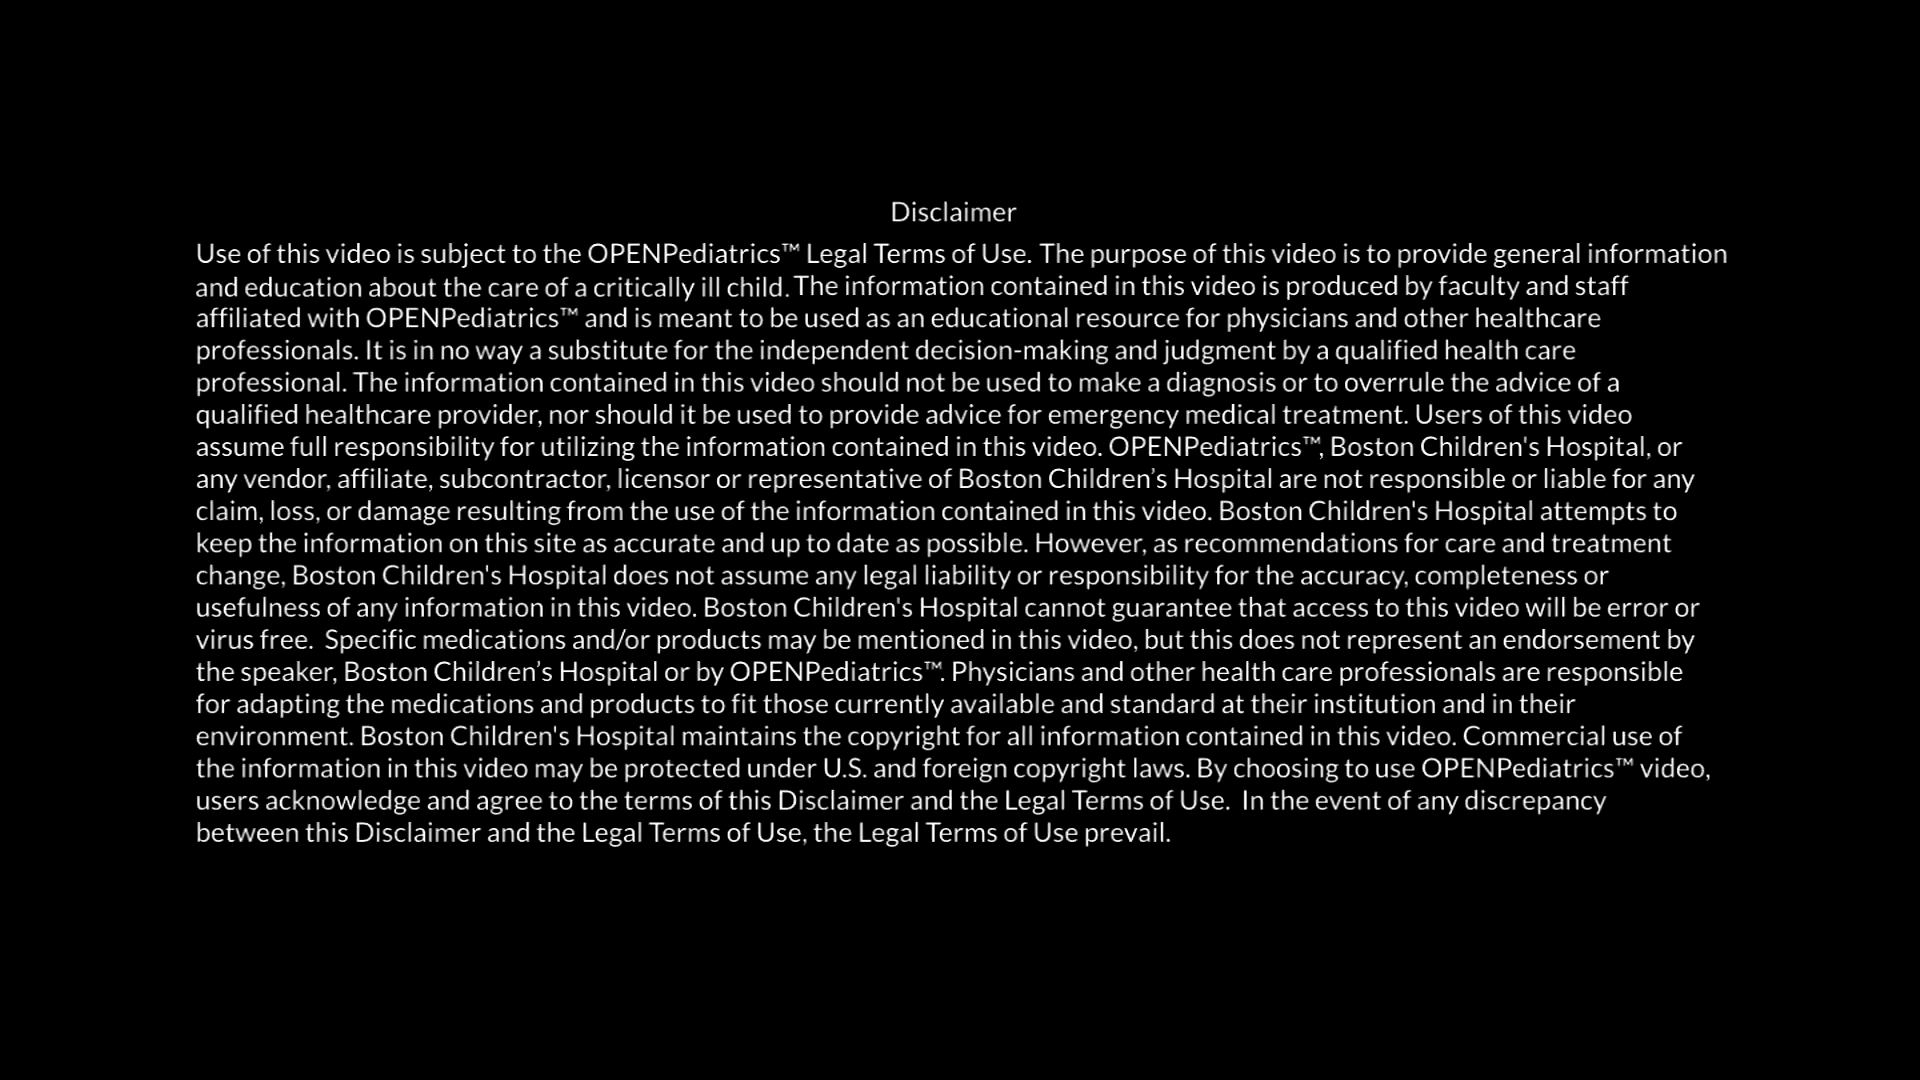 Disclaimer
Use of this video is subject to the OPENPediatrics™ Legal Terms of Use. The purpose of this video is to provide general information
and education about the care of a critically ill child. The information contained in this video is produced by faculty and staff
affiliated with OPENPediatrics™ and is meant to be used as an educational resource for physicians and other healthcare
professionals. It is in no way a substitute for the independent decision-making and judgment by a qualified health care
professional. The information contained in this video should not be used to make a diagnosis or to overrule the advice of a
qualified healthcare provider, nor should it be used to provide advice for emergency medical treatment. Users of this video
assume full responsibility for utilizing the information contained in this video. OPENPediatrics™, Boston Children's Hospital, or
any vendor, affiliate, subcontractor, licensor or representative of Boston Children’s Hospital are not responsible or liable for any
claim, loss, or damage resulting from the use of the information contained in this video. Boston Children's Hospital attempts to
keep the information on this site as accurate and up to date as possible. However, as recommendations for care and treatment
change, Boston Children's Hospital does not assume any legal liability or responsibility for the accuracy, completeness or
usefulness of any information in this video. Boston Children's Hospital cannot guarantee that access to this video will be error or
virus free.  Specific medications and/or products may be mentioned in this video, but this does not represent an endorsement by
the speaker, Boston Children’s Hospital or by OPENPediatrics™. Physicians and other health care professionals are responsible
for adapting the medications and products to fit those currently available and standard at their institution and in their
environment. Boston Children's Hospital maintains the copyright for all information contained in this video. Commercial use of
the information in this video may be protected under U.S. and foreign copyright laws. By choosing to use OPENPediatrics™ video,
users acknowledge and agree to the terms of this Disclaimer and the Legal Terms of Use.  In the event of any discrepancy
between this Disclaimer and the Legal Terms of Use, the Legal Terms of Use prevail.